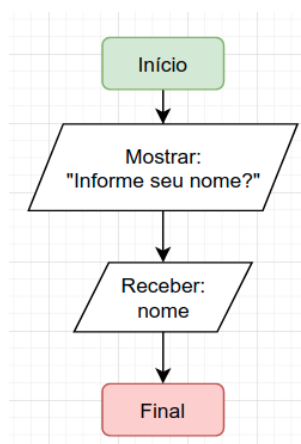 Início
Mostrar:
"Informe seu nome?"
Receber:
nome
Final